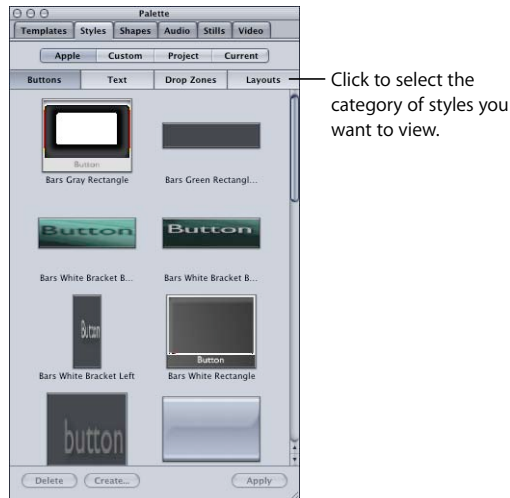 Palette
Templates Styles Shapes Audio Stills Video
Apple Custom Project Current
Buttons Text Drop Zones Layouts
Click to select the
category of styles you
want to view.
Button
Bars Gray Rectangle Bars Green Rectangl...
Button Button
Bars White Bracket B... Bars White Bracket B...
Button
Button
Bars White Bracket Left Bars White Rectangle
button
Delete Create... Apply